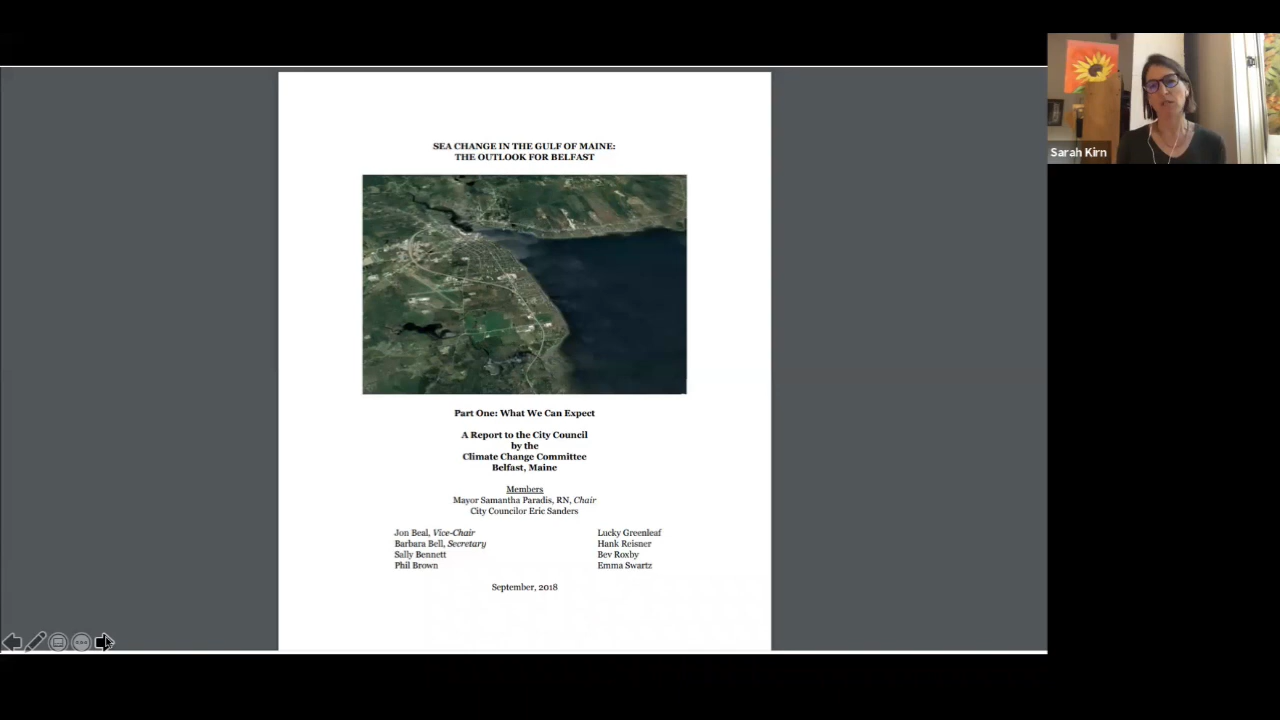 SEA CHANGE IN THE GULF OF MAINE:
THE OUTLOOK FOR BELFAST
Part One: What We Can Expect
A Report to the City Council
by the
Climate Change Committee
Belfast, Maine
Members
Mayor Samantha Paradis, RN, Chair
City Councilor Eric Sanders
Jon Beal, Vice-Chair
Barbara Bell, Secretary
Sally Bennett
Phil Brown
Lucky Greenleaf
Hank Reisner
Bev Roxby
Emma Swartz
September, 2018
Sarah Kirn